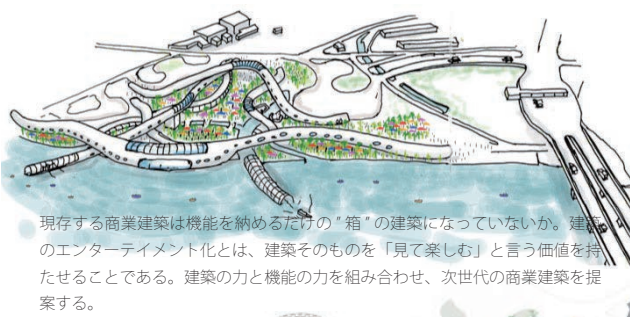 現存する商業建築は機能を納めるだけの＂箱＂の建築になっていないか。建築
のエンターテイメント化とは、建築そのものを「見て楽しむ」と言う価値を持
たせることである。建築の力と機能の力を組み合わせ、次世代の商業建築を提
案する。